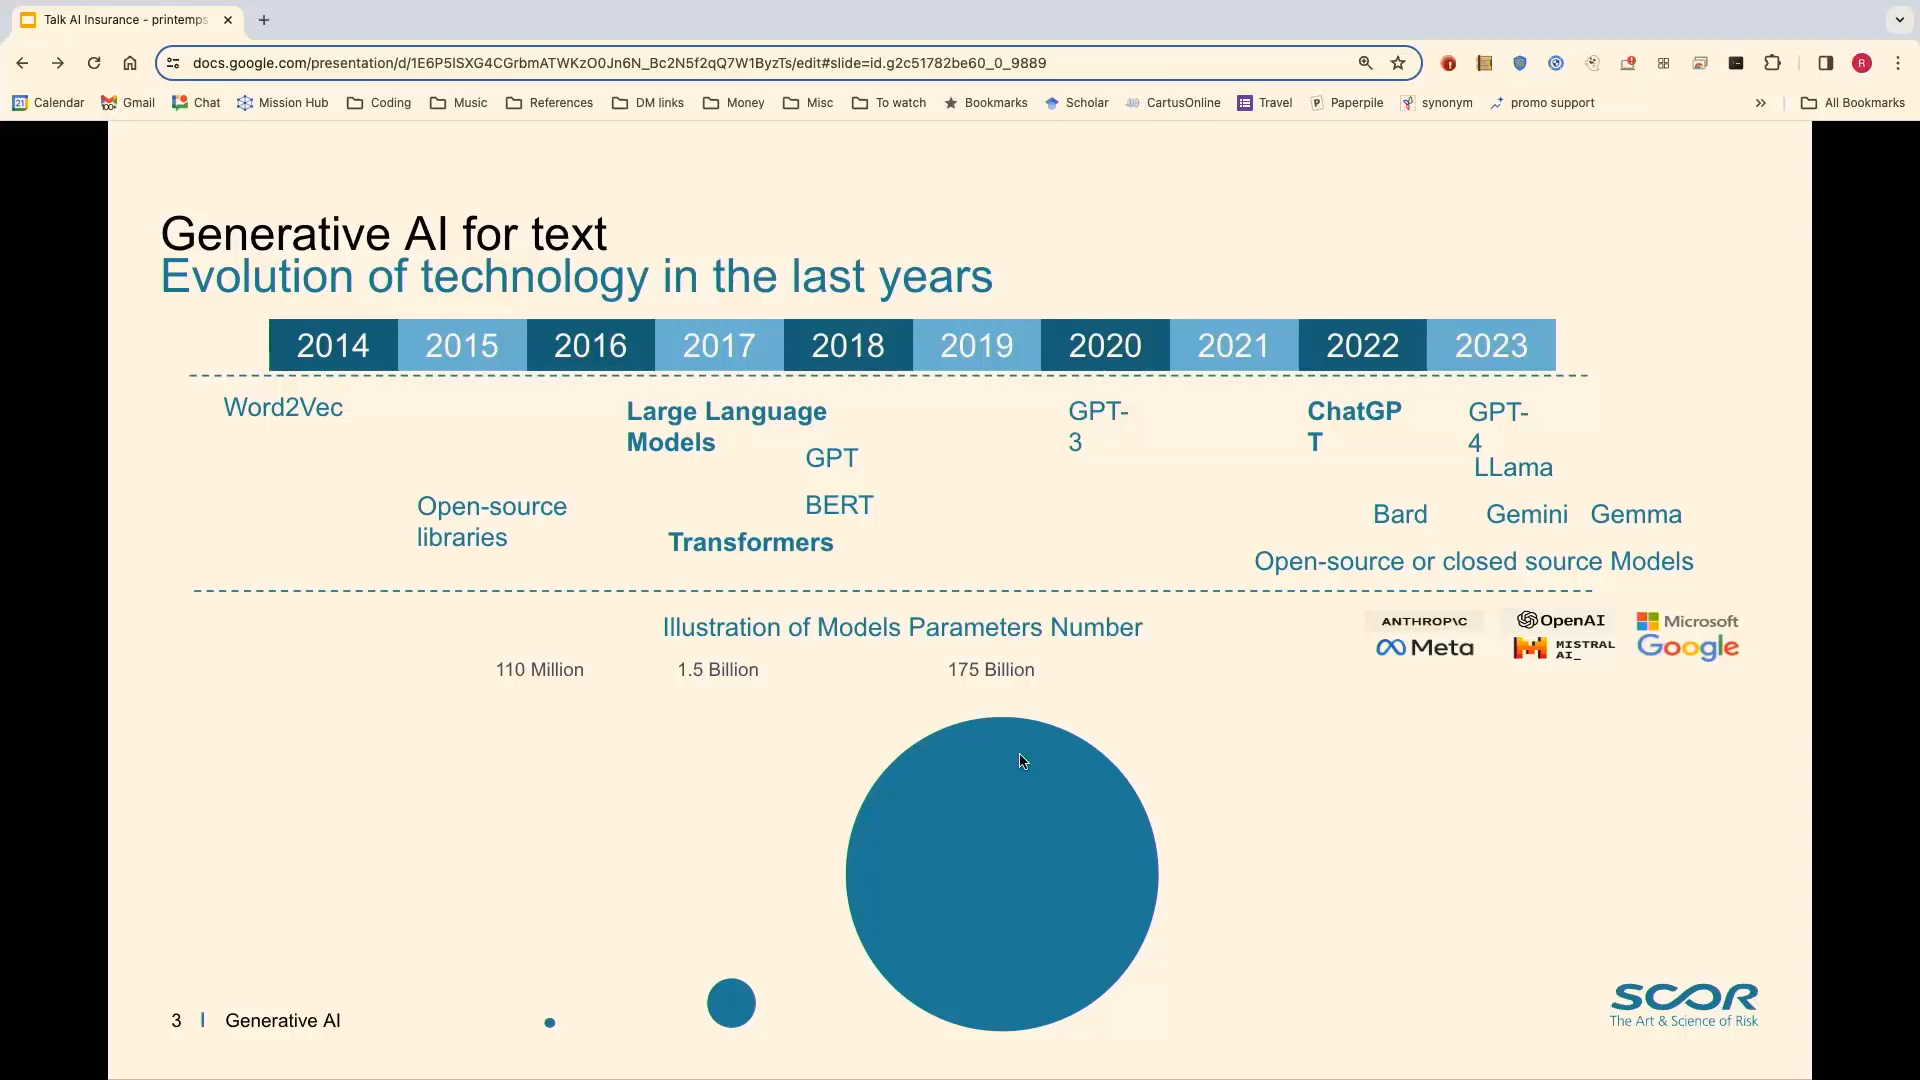 Talk AI Insurance - printemps
docs.google.com/presentation/d/1E6P5lSXG4CGrbmATWKzO0Jn6N_Bc2N5f2qQ7W1ByzTs/edit#slide=id.g2c51782be60_0_9889
R
Calendar Gmail Chat Mission Hub Coding Music References DM links Money Misc To watch Bookmarks Scholar CartusOnline Travel Paperpile synonym promo support » All Bookmarks
Generative AI for text
Evolution of technology in the last years
2014 2015 2016 2017 2018 2019 2020 2021 2022 2023
Word2Vec
Large Language
Models
GPT
BERT
Open-source
libraries
Transformers
GPT-
3
ChatGP
T
GPT-
4
LLama
Bard Gemini Gemma
Open-source or closed source Models
Illustration of Models Parameters Number
ANTHROP\C OpenAI Microsoft
Meta MISTRAL
AI_
Google
110 Million 1.5 Billion 175 Billion
3 Generative AI
SCOR
The Art & Science of Risk